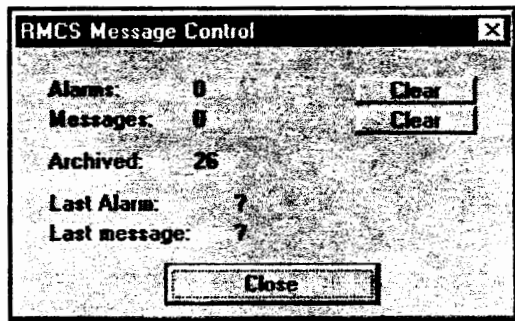 RMCS Message Control
Alarms: 0 Clear
Messages: 0 Clear
Archived: 26
Last Alarm: ?
Last message: ?
Close